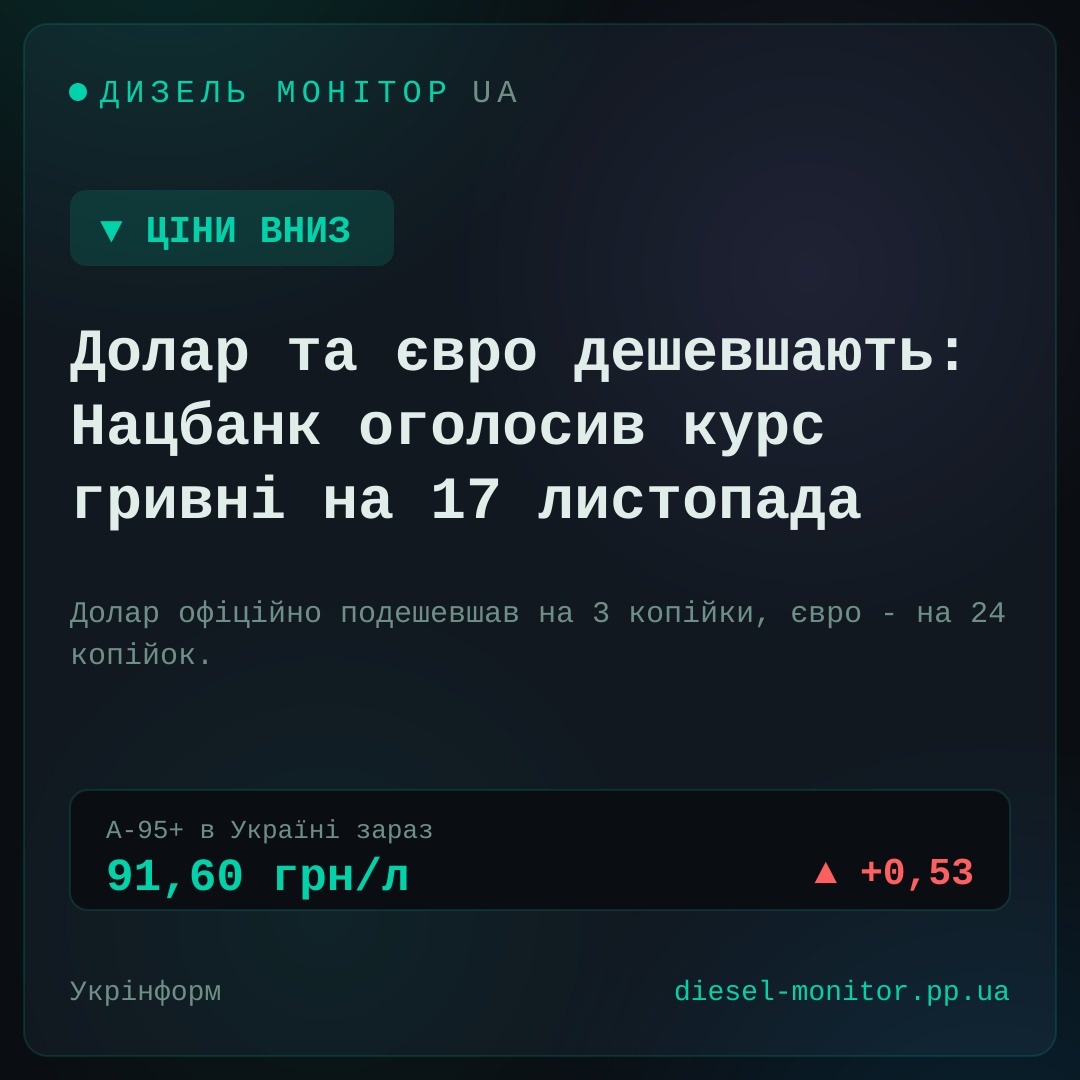 ДИЗЕЛЬ МОНІТОР UA
▼ ЦІНИ ВНИЗ
Долар та євро дешевшають:
Нацбанк оголосив курс
гривні на 17 листопада
Долар офіційно подешевшав на 3 копійки, євро - на 24
копійок.
А-95+ в Україні зараз
91,60 грн/л
▲ +0,53
Укрінформ
diesel-monitor.pp.ua